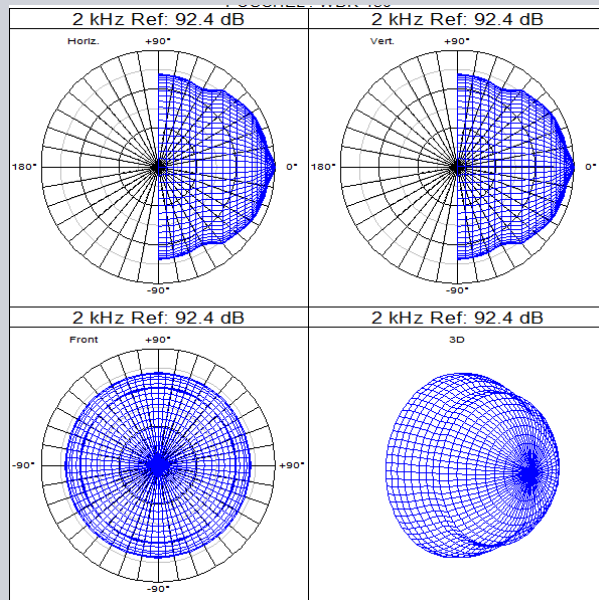 2 kHz Ref: 92.4 dB
2 kHz Ref: 92.4 dB
Horiz.
+90°
180°
0°
-90°
Vert.
+90°
180°
0°
-90°
2 kHz Ref: 92.4 dB
2 kHz Ref: 92.4 dB
Front
+90°
-90°
+90°
-90°
3D